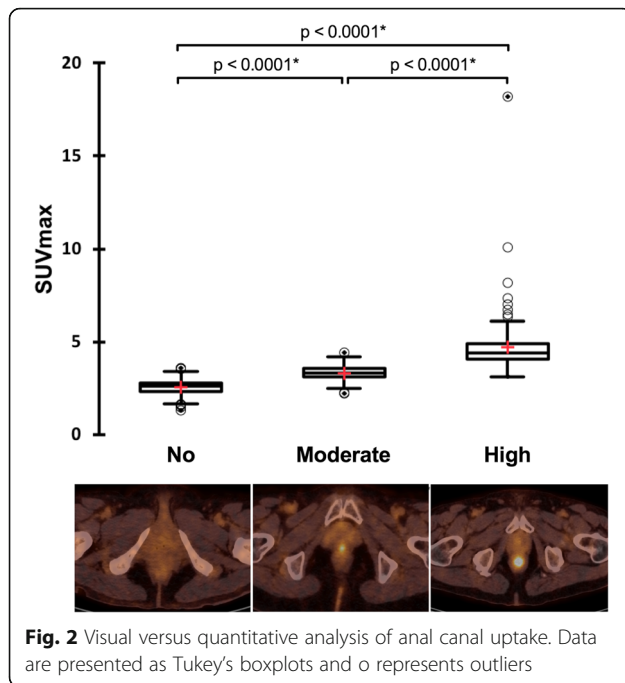 p < 0.0001*
p < 0.0001* p < 0.0001*
20
15
10
5
0
SUVmax
No Moderate High
Fig. 2 Visual versus quantitative analysis of anal canal uptake. Data
are presented as Tukey's boxplots and o represents outliers